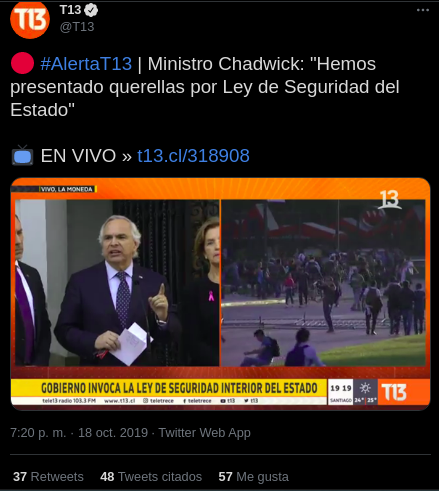 T13
@T13
#AlertaT13 | Ministro Chadwick: "Hemos
presentado querellas por Ley de Seguridad del
Estado"
EN VIVO » t13.cl/318908
VIVO, LA MONEDA
13
GOBIERNO INVOCA LA LEY DE SEGURIDAD INTERIOR DEL ESTADO
19 19
SANTIAGO 24° 25°
T13
tele13 radio 103.3 FM www.t13.cl teletrece teletrece t13 t13
7:20 p. m. · 18 oct. 2019 · Twitter Web App
37 Retweets 48 Tweets citados 57 Me gusta